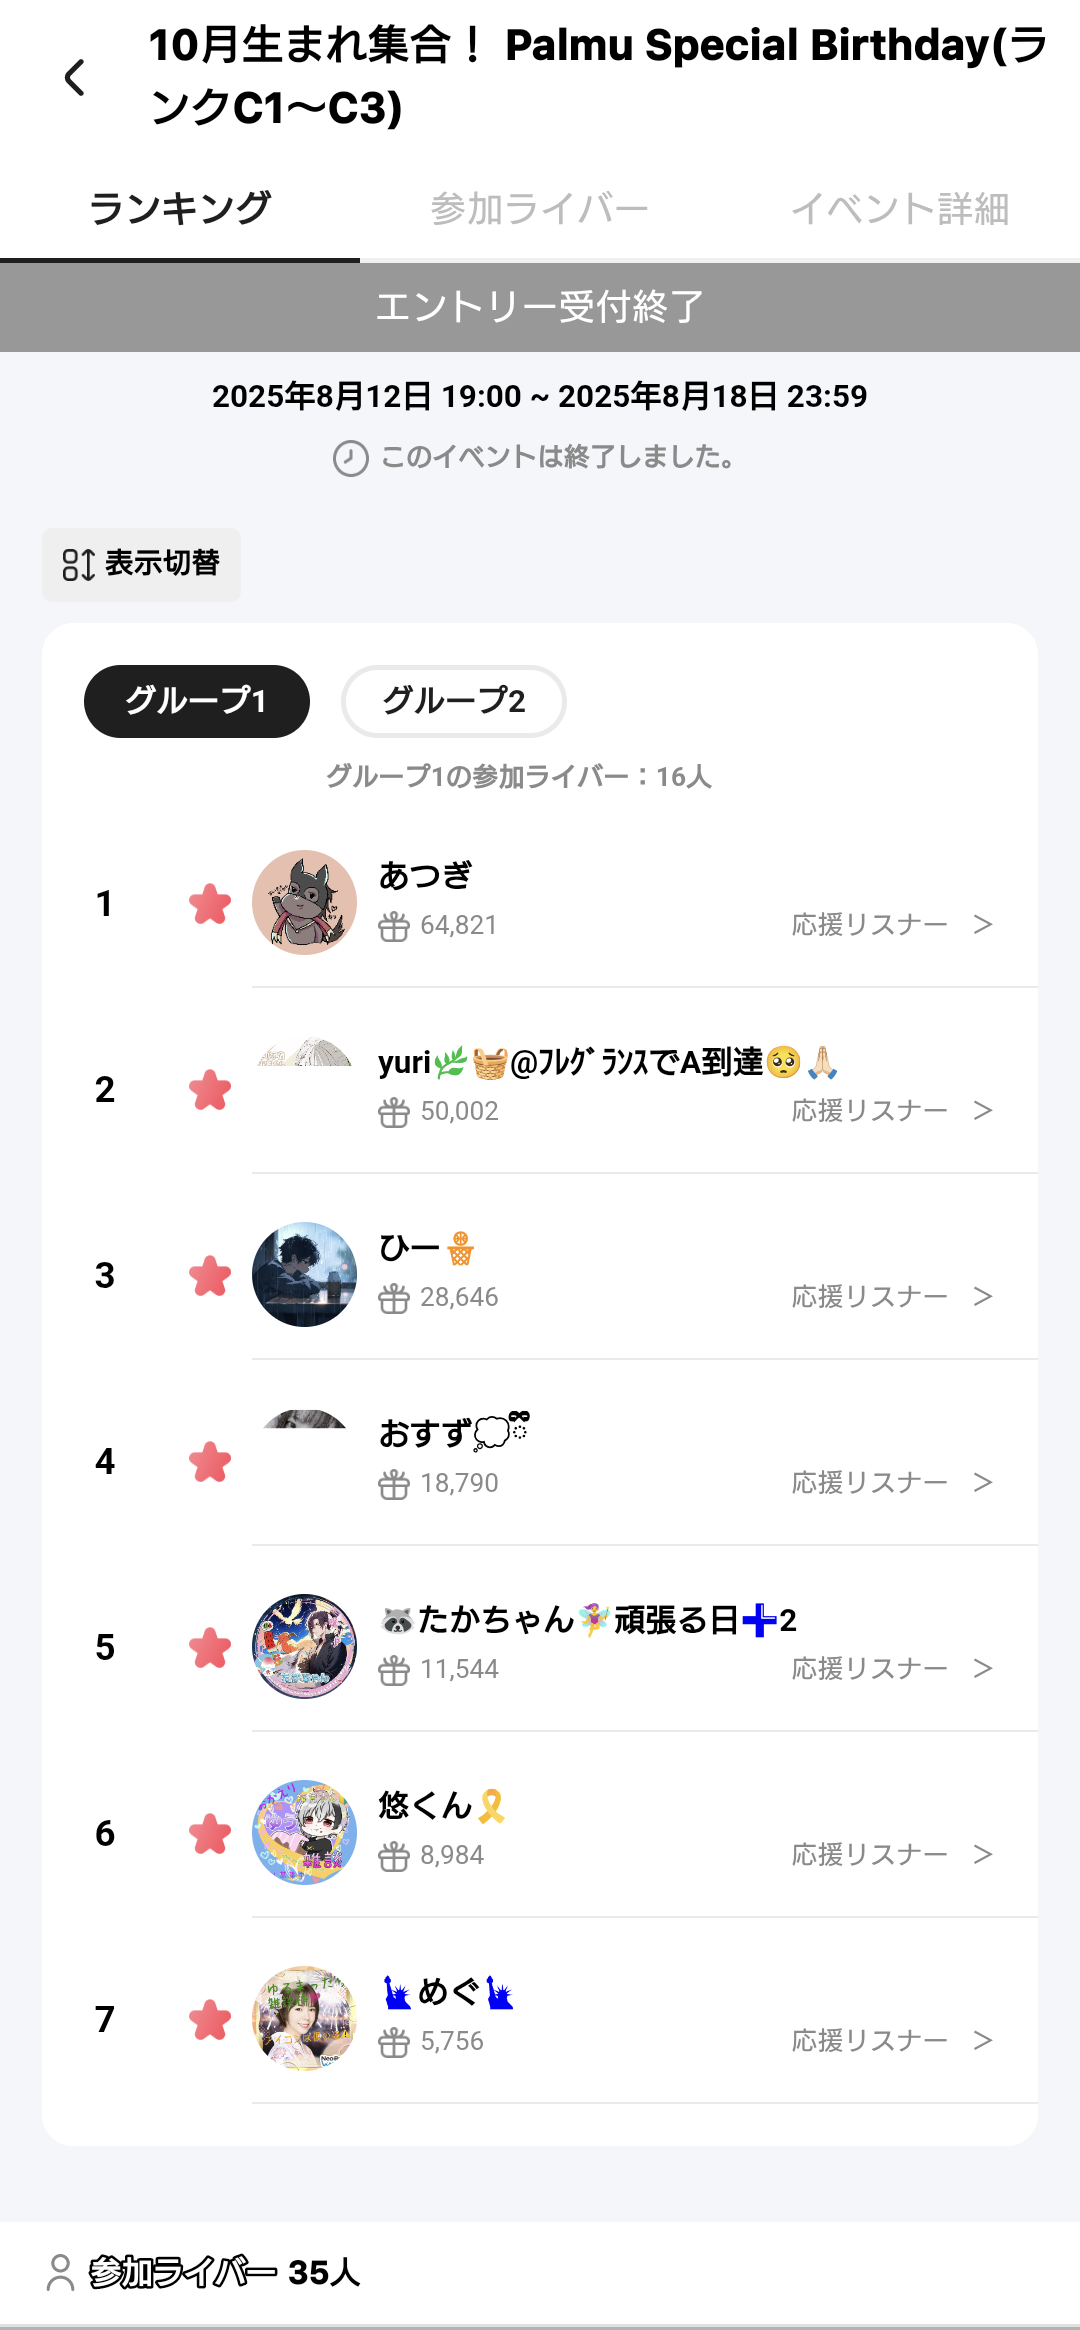 10月生まれ集合！ Palmu Special Birthday(ラ
ンクC1〜C3)
ランキング
参加ライバー
イベント詳細
エントリー受付終了
2025年8月12日 19:00 ~ 2025年8月18日 23:59
このイベントは終了しました。
表示切替
グループ1
グループ2
グループ1の参加ライバー：16人
1
あつぎ
64,821
応援リスナー >
2
yuri🌿🧺@ﾌﾚｸﾞﾗﾝｽでA到達🥺🙏🏻
50,002
応援リスナー >
3
ひー
28,646
応援リスナー >
4
おすず
18,790
応援リスナー >
5
🦝たかちゃん🧚‍♀️頑張る日➕2
11,544
応援リスナー >
6
悠くん🎗️
8,984
応援リスナー >
7
🗽めぐ🗽
5,756
応援リスナー >
参加ライバー 35人